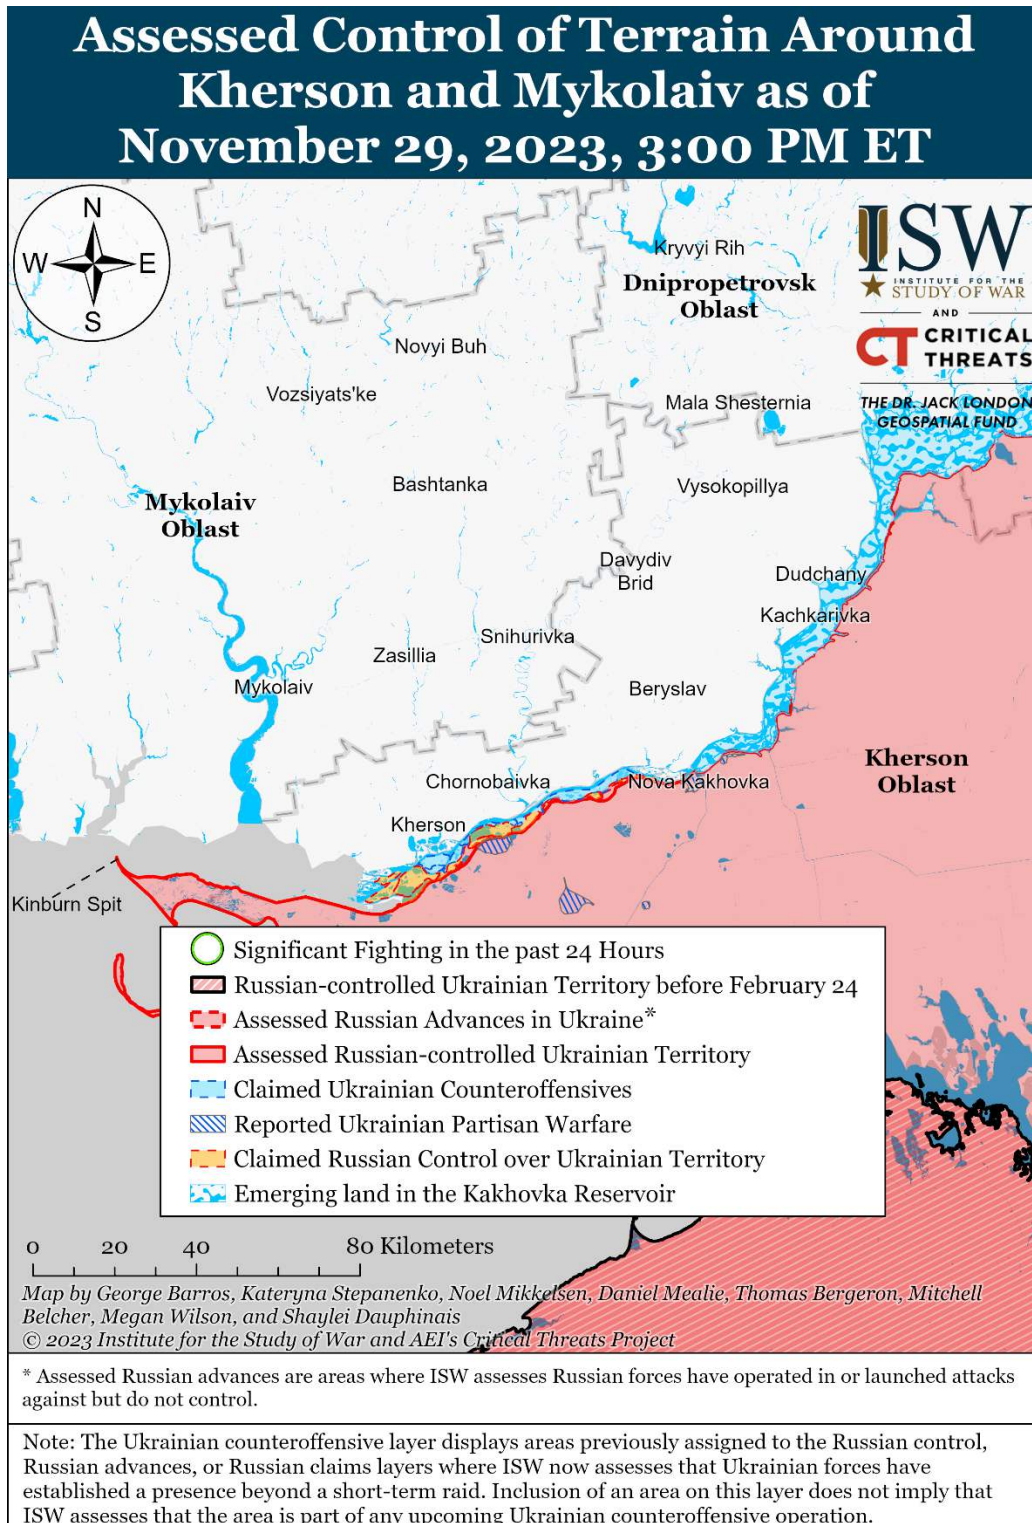 Assessed Control of Terrain Around
Kherson and Mykolaiv as of
November 29, 2023, 3:00 PM ET
N
W E
S
ISW
INSTITUTE FOR THE
STUDY OF WAR
AND
CT CRITICAL
THREATS
THE DR. JACK LONDON
GEOSPATIAL FUND
Kryvyi Rih
Dnipropetrovsk
Oblast
Novyi Buh
Vozsiyats'ke
Mala Shesternia
Bashtanka
Vysokopillya
Mykolaiv
Oblast
Davydiv
Brid
Dudchany
Kachkarivka
Snihurivka
Zasillia
Mykolaiv
Beryslav
Kherson
Oblast
Chornobaivka
Nova Kakhovka
Kherson
Kinburn Spit
Significant Fighting in the past 24 Hours
Russian-controlled Ukrainian Territory before February 24
Assessed Russian Advances in Ukraine*
Assessed Russian-controlled Ukrainian Territory
Claimed Ukrainian Counteroffensives
Reported Ukrainian Partisan Warfare
Claimed Russian Control over Ukrainian Territory
Emerging land in the Kakhovka Reservoir
0 20 40 80 Kilometers
Map by George Barros, Kateryna Stepanenko, Noel Mikkelsen, Daniel Mealie, Thomas Bergeron, Mitchell
Belcher, Megan Wilson, and Shaylei Dauphinais
© 2023 Institute for the Study of War and AEI's Critical Threats Project
* Assessed Russian advances are areas where ISW assesses Russian forces have operated in or launched attacks
against but do not control.
Note: The Ukrainian counteroffensive layer displays areas previously assigned to the Russian control,
Russian advances, or Russian claims layers where ISW now assesses that Ukrainian forces have
established a presence beyond a short-term raid. Inclusion of an area on this layer does not imply that
ISW assesses that the area is part of any upcoming Ukrainian counteroffensive operation.